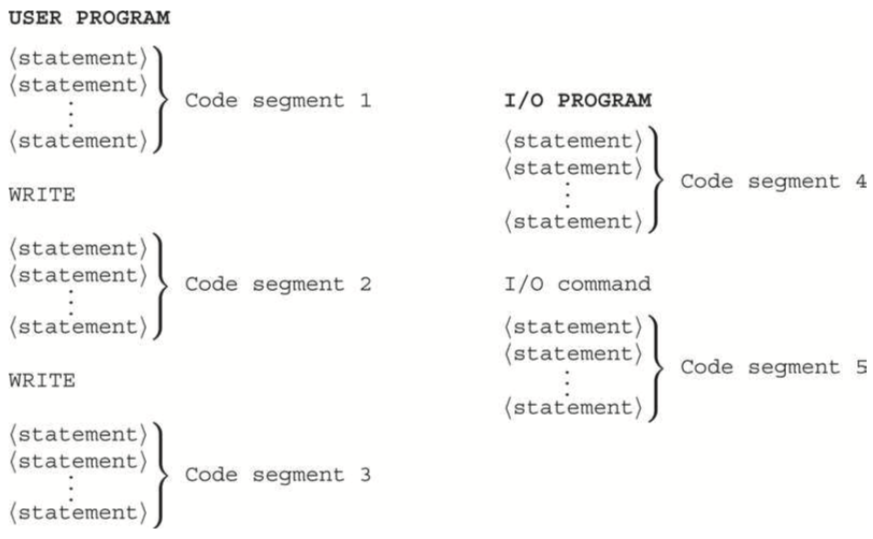 USER PROGRAM
⟨statement⟩
⟨statement⟩
⋮
⟨statement⟩
Code segment 1
WRITE
⟨statement⟩
⟨statement⟩
⋮
⟨statement⟩
Code segment 2
WRITE
⟨statement⟩
⟨statement⟩
⋮
⟨statement⟩
Code segment 3
I/O PROGRAM
⟨statement⟩
⟨statement⟩
⋮
⟨statement⟩
Code segment 4
I/O command
⟨statement⟩
⟨statement⟩
⋮
⟨statement⟩
Code segment 5